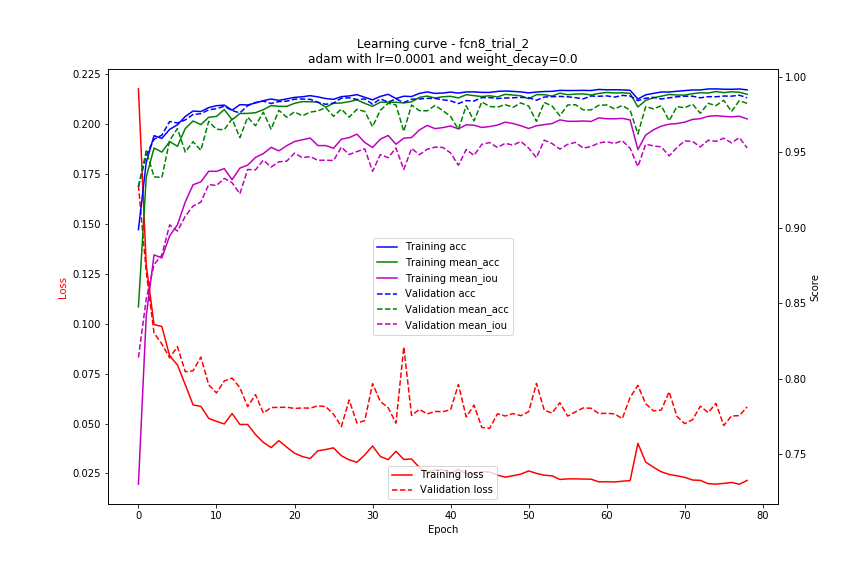 Learning curve - fcn8_trial_2
adam with lr=0.0001 and weight_decay=0.0
0.225
0.200
0.175
0.150
0.125
0.100
0.075
0.050
0.025
Loss
1.00
0.95
0.90
0.85
0.80
0.75
Score
Training acc
Training mean_acc
Training mean_iou
Validation acc
Validation mean_acc
Validation mean_iou
Training loss
Validation loss
0 10 20 30 40 50 60 70 80
Epoch